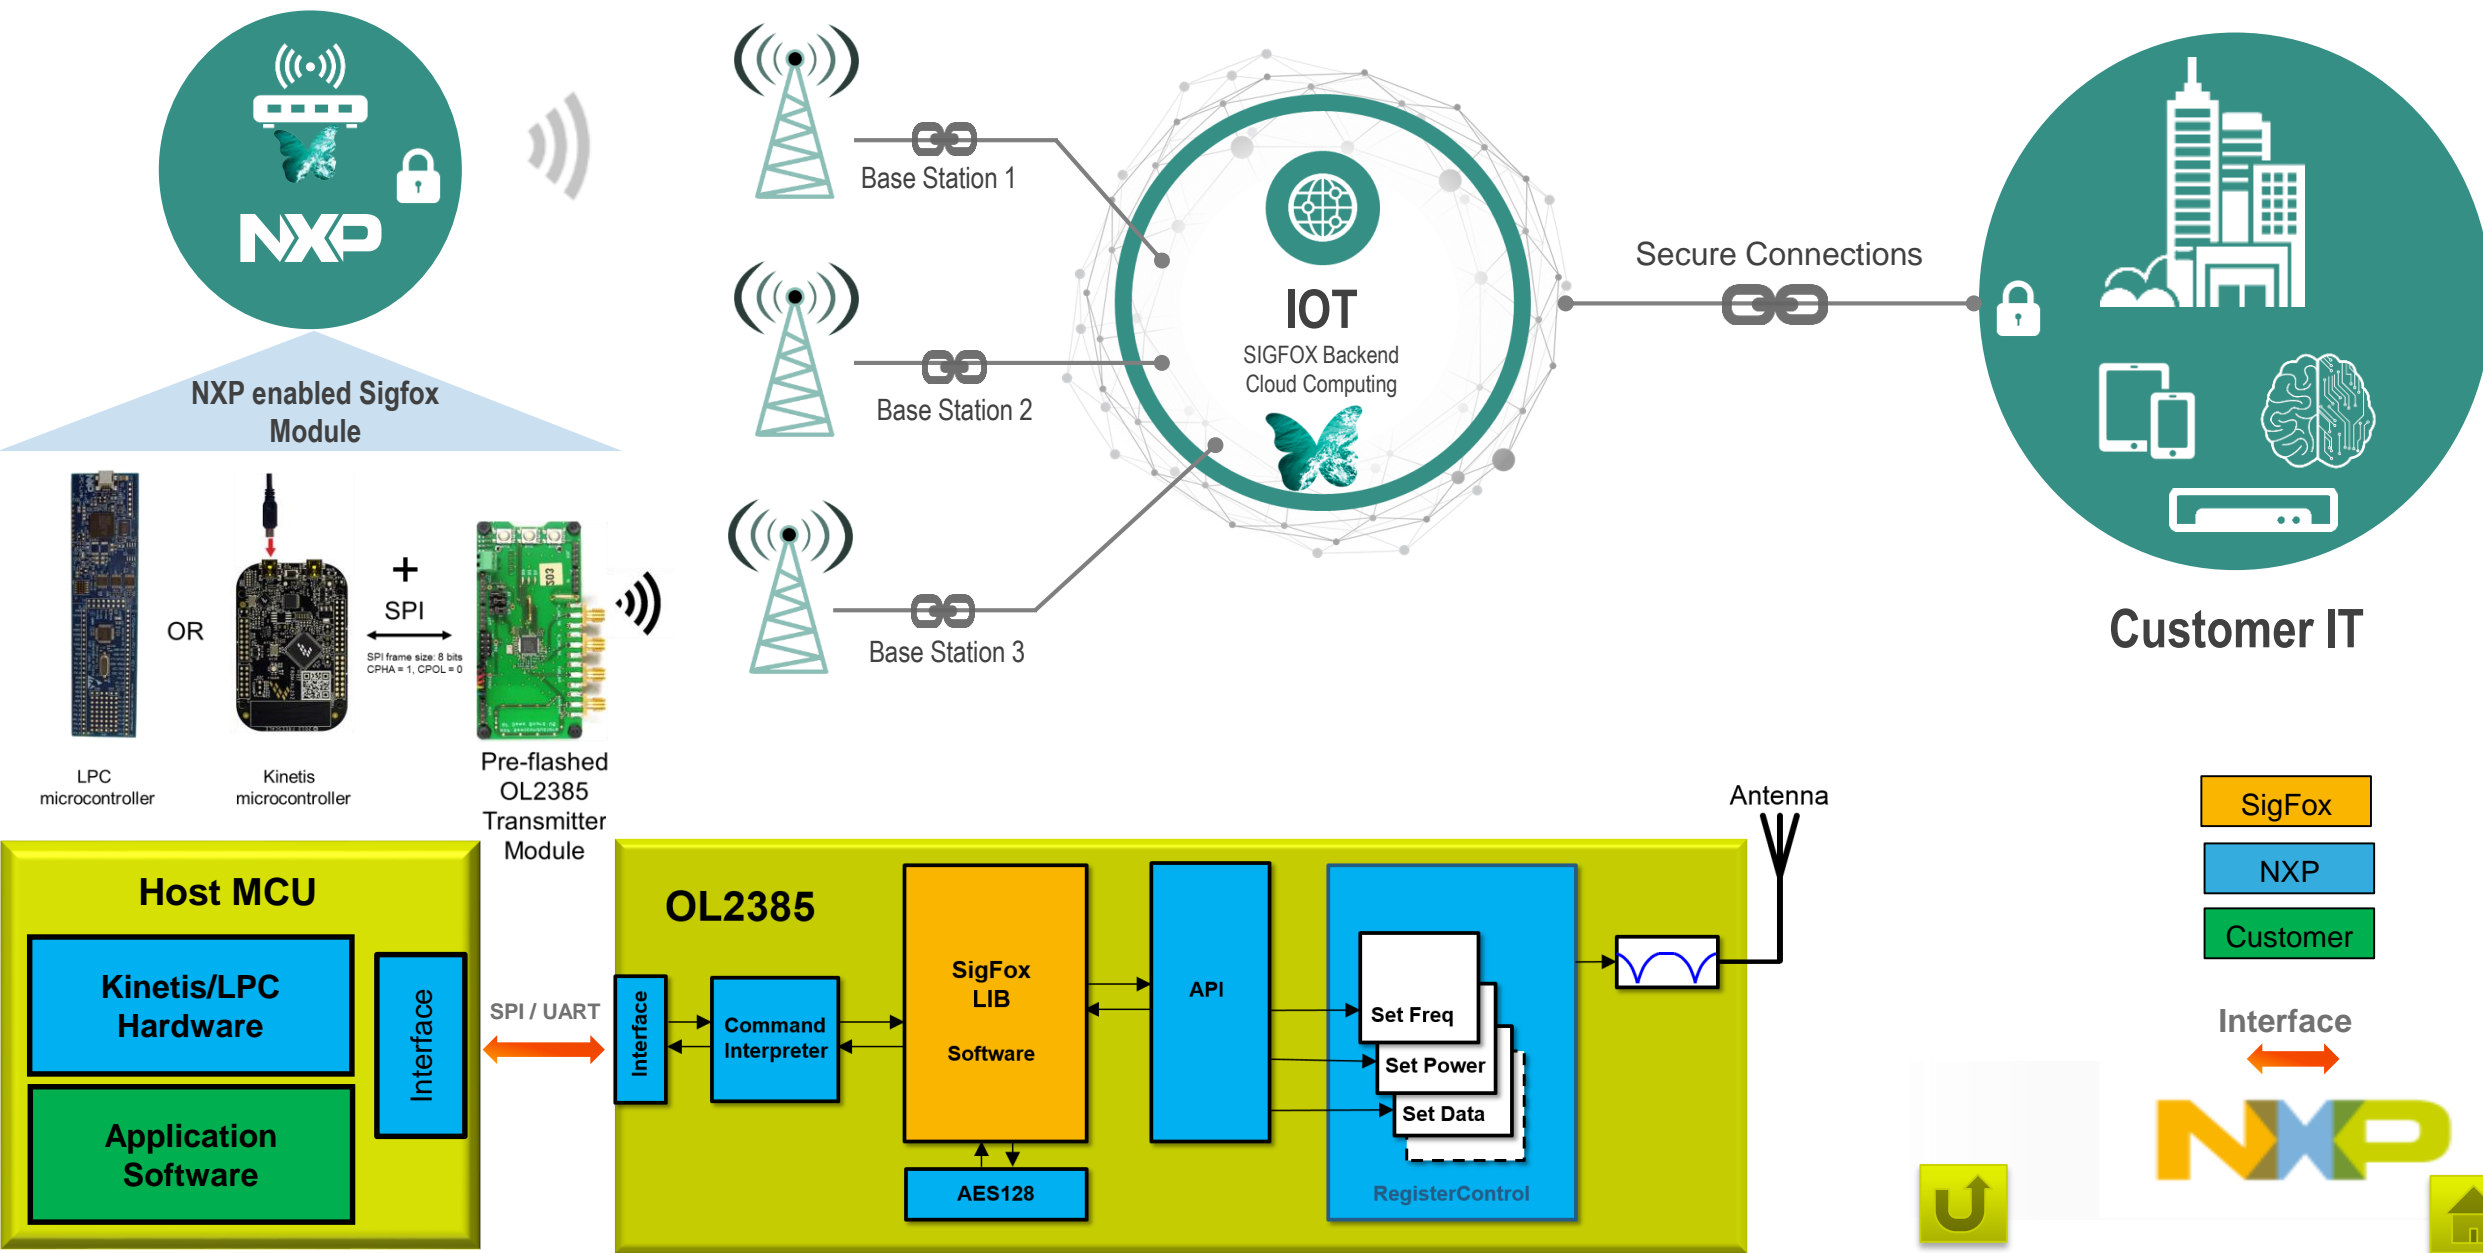 NXP
NXP enabled Sigfox
Module
Base Station 1
Base Station 2
Base Station 3
IOT
SIGFOX Backend
Cloud Computing
Secure Connections
Customer IT
OR
+
SPI
SPI frame size: 8 bits
CPHA = 1, CPOL = 0
S03
LPC
microcontroller
Kinetis
microcontroller
Pre-flashed
OL2385
Transmitter
Module
Host MCU
Kinetis/LPC
Hardware
Application
Software
Interface
SPI / UART
OL2385
Interface
Command
Interpreter
SigFox
LIB
Software
AES128
API
Set Freq
Set Power
Set Data
RegisterControl
Antenna
SigFox
NXP
Customer
Interface
NXP